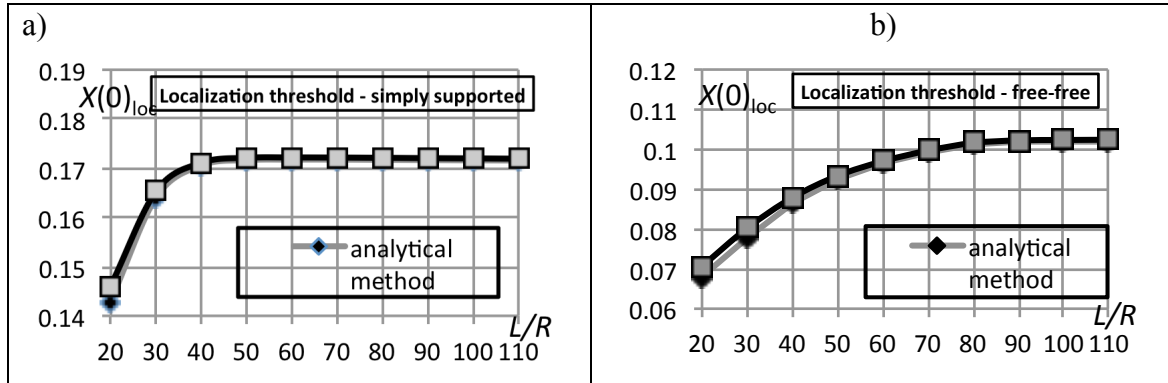 a)
0.19
X(0)loc
Localization threshold - simply supported
0.18
0.17
0.16
analytical
method
0.15
0.14
L/R
20 30 40 50 60 70 80 90 100 110
b)
0.12
X(0)loc
Localization threshold - free-free
0.11
0.1
0.09
0.08
analytical
method
0.07
0.06
L/R
20 30 40 50 60 70 80 90 100 110